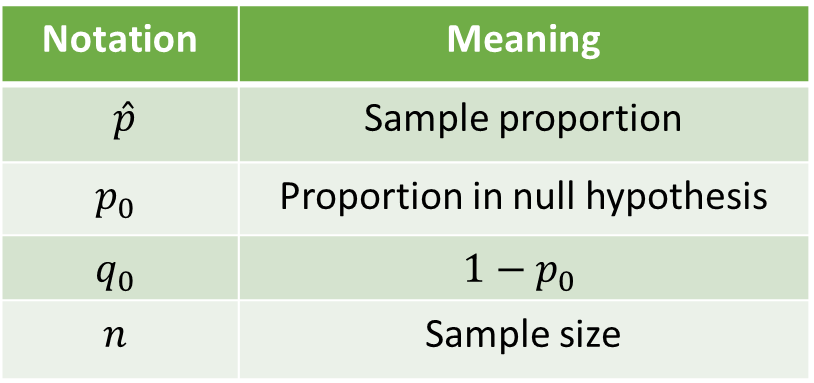 Notation Meaning
p̂ Sample proportion
p₀ Proportion in null hypothesis
q₀ 1 − p₀
n Sample size